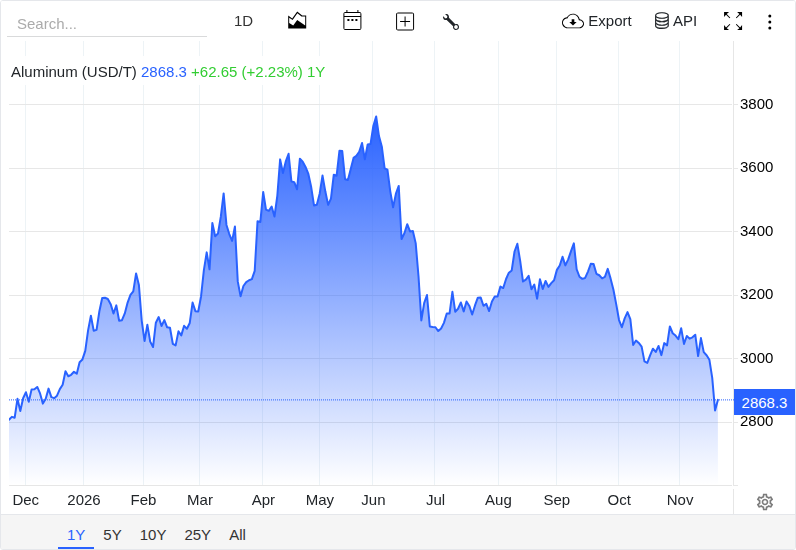 Search... 1D Export API
Aluminum (USD/T) 2868.3 +62.65 (+2.23%) 1Y
3800
3600
3400
3200
3000
2868.3
2800
Dec 2026 Feb Mar Apr May Jun Jul Aug Sep Oct Nov
1Y 5Y 10Y 25Y All